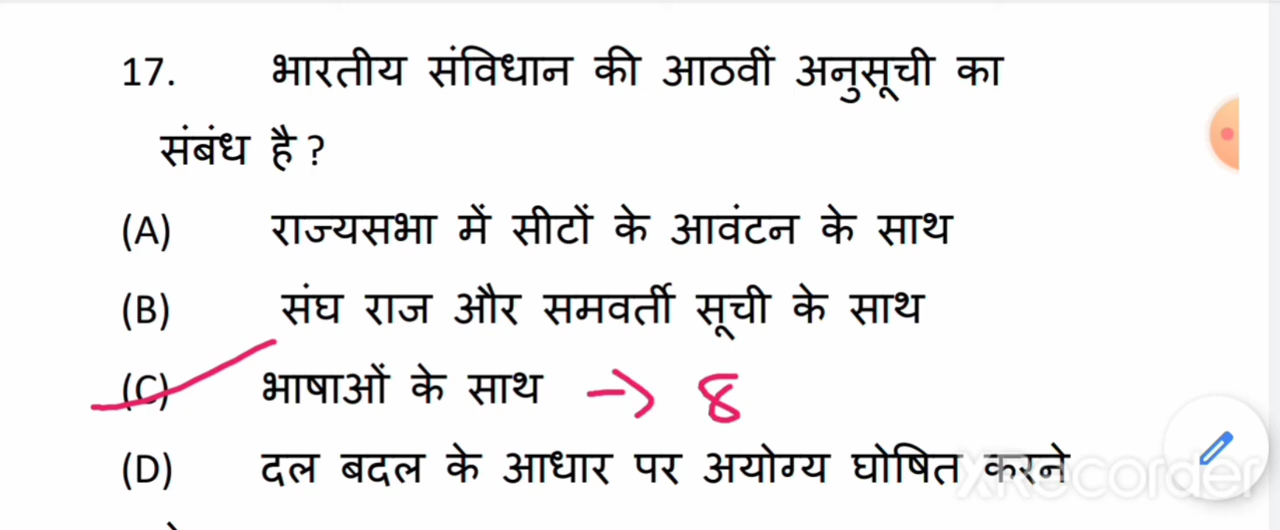 17. भारतीय संविधान की आठवीं अनुसूची का
संबंध है ?
(A) राज्यसभा में सीटों के आवंटन के साथ
(B) संघ राज और समवर्ती सूची के साथ
(C) भाषाओं के साथ → 8
(D) दल बदल के आधार पर अयोग्य घोषित करने
XRecorder